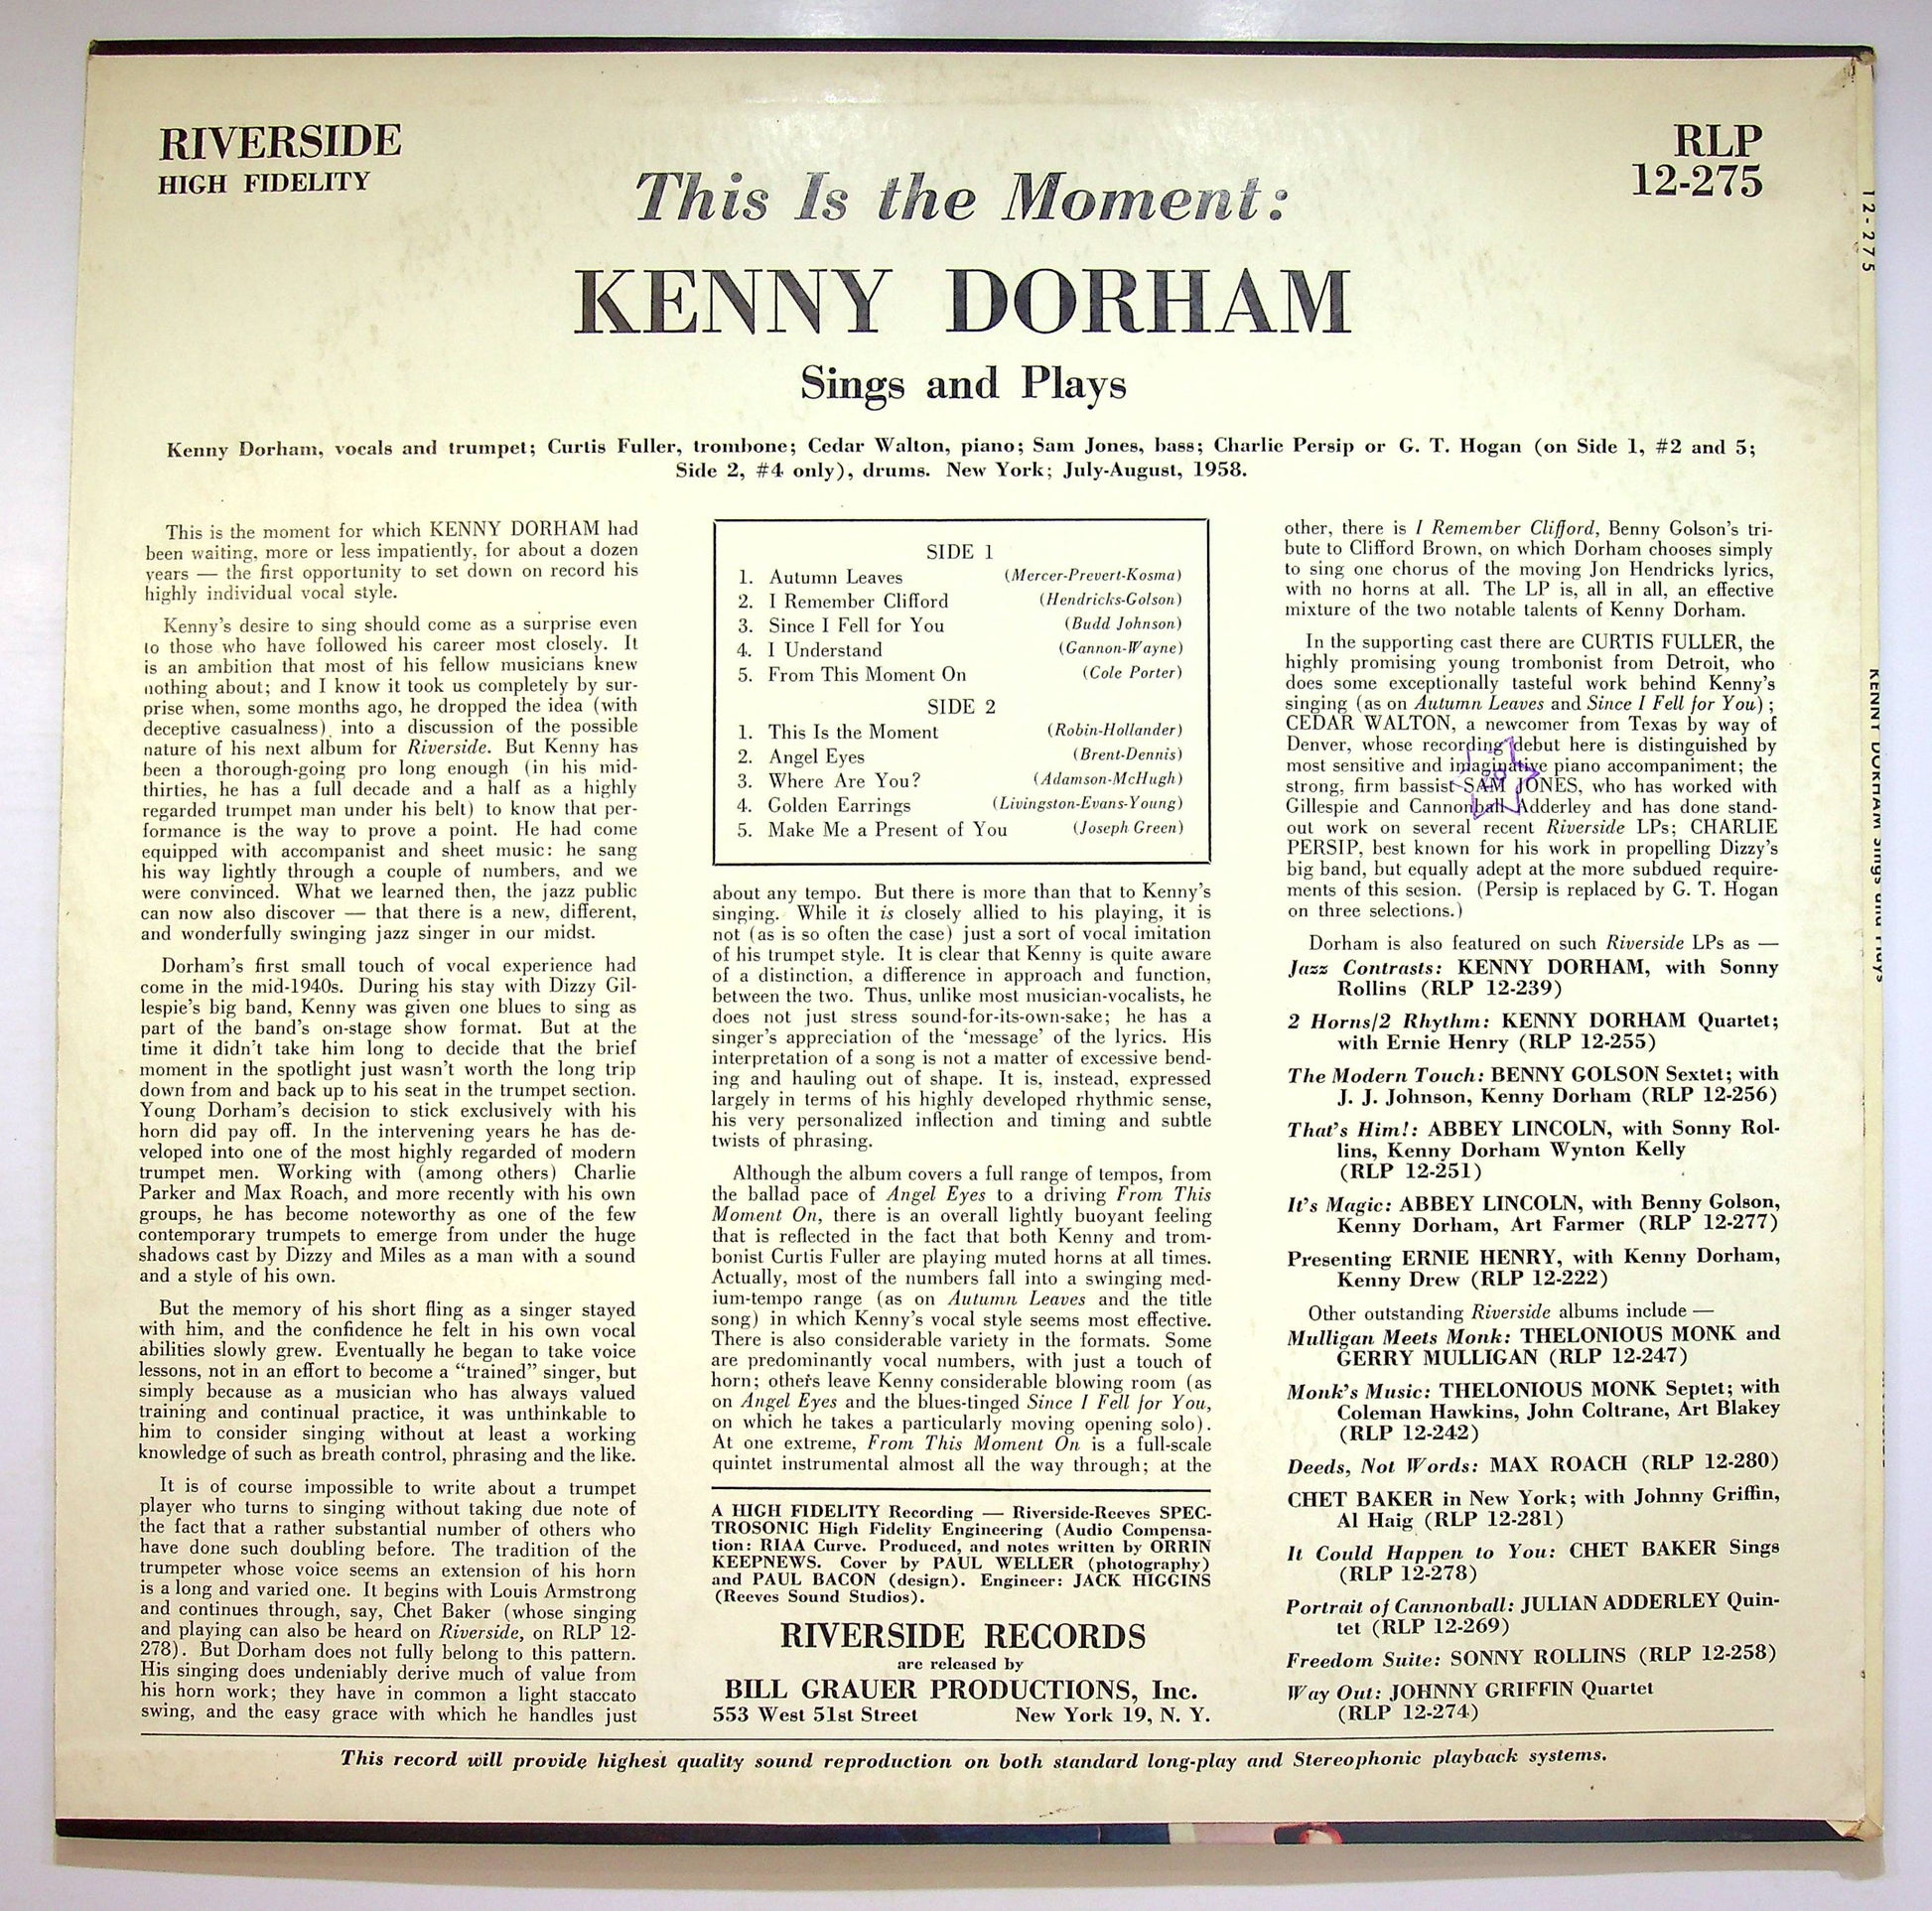 RIVERSIDE
HIGH FIDELITY
RLP
12-275
This Is the Moment:
KENNY DORHAM
Sings and Plays
Kenny Dorham, vocals and trumpet; Curtis Fuller, trombone; Cedar Walton, piano; Sam Jones, bass; Charlie Persip or G. T. Hogan (on Side 1, #2 and 5;
Side 2, #4 only), drums. New York; July-August, 1958.
This is the moment for which KENNY DORHAM had
been waiting, more or less impatiently, for about a dozen
years — the first opportunity to set down on record his
highly individual vocal style.
Kenny's desire to sing should come as a surprise even
to those who have followed his career most closely. It
is an ambition that most of his fellow musicians knew
nothing about; and I know it took us completely by sur-
prise when, some months ago, he dropped the idea (with
deceptive casualness) into a discussion of the possible
nature of his next album for Riverside. But Kenny has
been a thorough-going pro long enough (in his mid-
thirties, he has a full decade and a half as a highly
regarded trumpet man under his belt) to know that per-
formance is the way to prove a point. He had come
equipped with accompanist and sheet music: he sang
his way lightly through a couple of numbers, and we
were convinced. What we learned then, the jazz public
can now also discover — that there is a new, different,
and wonderfully swinging jazz singer in our midst.
Dorham's first small touch of vocal experience had
come in the mid-1940s. During his stay with Dizzy Gil-
lespie's big band, Kenny was given one blues to sing as
part of the band's on-stage show format. But at the
time it didn't take him long to decide that the brief
moment in the spotlight just wasn't worth the long trip
down from and back up to his seat in the trumpet section.
Young Dorham's decision to stick exclusively with his
horn did pay off. In the intervening years he has de-
veloped into one of the most highly regarded of modern
trumpet men. Working with (among others) Charlie
Parker and Max Roach, and more recently with his own
groups, he has become noteworthy as one of the few
contemporary trumpets to emerge from under the huge
shadows cast by Dizzy and Miles as a man with a sound
and a style of his own.
But the memory of his short fling as a singer stayed
with him, and the confidence he felt in his own vocal
abilities slowly grew. Eventually he began to take voice
lessons, not in an effort to become a "trained" singer, but
simply because as a musician who has always valued
training and continual practice, it was unthinkable to
him to consider singing without at least a working
knowledge of such as breath control, phrasing and the like.
It is of course impossible to write about a trumpet
player who turns to singing without taking due note of
the fact that a rather substantial number of others who
have done such doubling before. The tradition of the
trumpeter whose voice seems an extension of his horn
is a long and varied one. It begins with Louis Armstrong
and continues through, say, Chet Baker (whose singing
and playing can also be heard on Riverside, on RLP 12-
278). But Dorham does not fully belong to this pattern.
His singing does undeniably derive much of value from
his horn work; they have in common a light staccato
swing, and the easy grace with which he handles just
SIDE 1
1. Autumn Leaves (Mercer-Prevert-Kosma)
2. I Remember Clifford (Hendricks-Golson)
3. Since I Fell for You (Budd Johnson)
4. I Understand (Gannon-Wayne)
5. From This Moment On (Cole Porter)
SIDE 2
1. This Is the Moment (Robin-Hollander)
2. Angel Eyes (Brent-Dennis)
3. Where Are You? (Adamson-McHugh)
4. Golden Earrings (Livingston-Evans-Young)
5. Make Me a Present of You (Joseph Green)
about any tempo. But there is more than that to Kenny's
singing. While it is closely allied to his playing, it is
not (as is so often the case) just a sort of vocal imitation
of his trumpet style. It is clear that Kenny is quite aware
of a distinction, a difference in approach and function,
between the two. Thus, unlike most musician-vocalists, he
does not just stress sound-for-its-own-sake; he has a
singer's appreciation of the 'message' of the lyrics. His
interpretation of a song is not a matter of excessive bend-
ing and hauling out of shape. It is, instead, expressed
largely in terms of his highly developed rhythmic sense,
his very personalized inflection and timing and subtle
twists of phrasing.
Although the album covers a full range of tempos, from
the ballad pace of Angel Eyes to a driving From This
Moment On, there is an overall lightly buoyant feeling
that is reflected in the fact that both Kenny and trom-
bonist Curtis Fuller are playing muted horns at all times.
Actually, most of the numbers fall into a swinging med-
ium-tempo range (as on Autumn Leaves and the title
song) in which Kenny's vocal style seems most effective.
There is also considerable variety in the formats. Some
are predominantly vocal numbers, with just a touch of
horn; others leave Kenny considerable blowing room (as
on Angel Eyes and the blues-tinged Since I Fell for You,
on which he takes a particularly moving opening solo).
At one extreme, From This Moment On is a full-scale
quintet instrumental almost all the way through; at the
A HIGH FIDELITY Recording — Riverside-Reeves SPEC-
TROSONIC High Fidelity Engineering (Audio Compensa-
tion: RIAA Curve. Produced, and notes written by ORRIN
KEEPNEWS. Cover by PAUL WELLER (photography)
and PAUL BACON (design). Engineer: JACK HIGGINS
(Reeves Sound Studios).
RIVERSIDE RECORDS
are released by
BILL GRAUER PRODUCTIONS, Inc.
553 West 51st Street New York 19, N. Y.
other, there is I Remember Clifford, Benny Golson's tri-
bute to Clifford Brown, on which Dorham chooses simply
to sing one chorus of the moving Jon Hendricks lyrics,
with no horns at all. The LP is, all in all, an effective
mixture of the two notable talents of Kenny Dorham.
In the supporting cast there are CURTIS FULLER, the
highly promising young trombonist from Detroit, who
does some exceptionally tasteful work behind Kenny's
singing (as on Autumn Leaves and Since I Fell for You);
CEDAR WALTON, a newcomer from Texas by way of
Denver, whose recording debut here is distinguished by
most sensitive and imaginative piano accompaniment; the
strong, firm bassist SAM JONES, who has worked with
Gillespie and Cannonball Adderley and has done stand-
out work on several recent Riverside LPs; CHARLIE
PERSIP, best known for his work in propelling Dizzy's
big band, but equally adept at the more subdued require-
ments of this sesion. (Persip is replaced by G. T. Hogan
on three selections.)
Dorham is also featured on such Riverside LPs as —
Jazz Contrasts: KENNY DORHAM, with Sonny
Rollins (RLP 12-239)
2 Horns/2 Rhythm: KENNY DORHAM Quartet;
with Ernie Henry (RLP 12-255)
The Modern Touch: BENNY GOLSON Sextet; with
J. J. Johnson, Kenny Dorham (RLP 12-256)
That's Him!: ABBEY LINCOLN, with Sonny Rol-
lins, Kenny Dorham Wynton Kelly
(RLP 12-251)
It's Magic: ABBEY LINCOLN, with Benny Golson,
Kenny Dorham, Art Farmer (RLP 12-277)
Presenting ERNIE HENRY, with Kenny Dorham,
Kenny Drew (RLP 12-222)
Other outstanding Riverside albums include —
Mulligan Meets Monk: THELONIOUS MONK and
GERRY MULLIGAN (RLP 12-247)
Monk's Music: THELONIOUS MONK Septet; with
Coleman Hawkins, John Coltrane, Art Blakey
(RLP 12-242)
Deeds, Not Words: MAX ROACH (RLP 12-280)
CHET BAKER in New York; with Johnny Griffin,
Al Haig (RLP 12-281)
It Could Happen to You: CHET BAKER Sings
(RLP 12-278)
Portrait of Cannonball: JULIAN ADDERLEY Quin-
tet (RLP 12-269)
Freedom Suite: SONNY ROLLINS (RLP 12-258)
Way Out: JOHNNY GRIFFIN Quartet
(RLP 12-274)
This record will provide highest quality sound reproduction on both standard long-play and Stereophonic playback systems.
12-275
KENNY DORHAM Sings and Plays